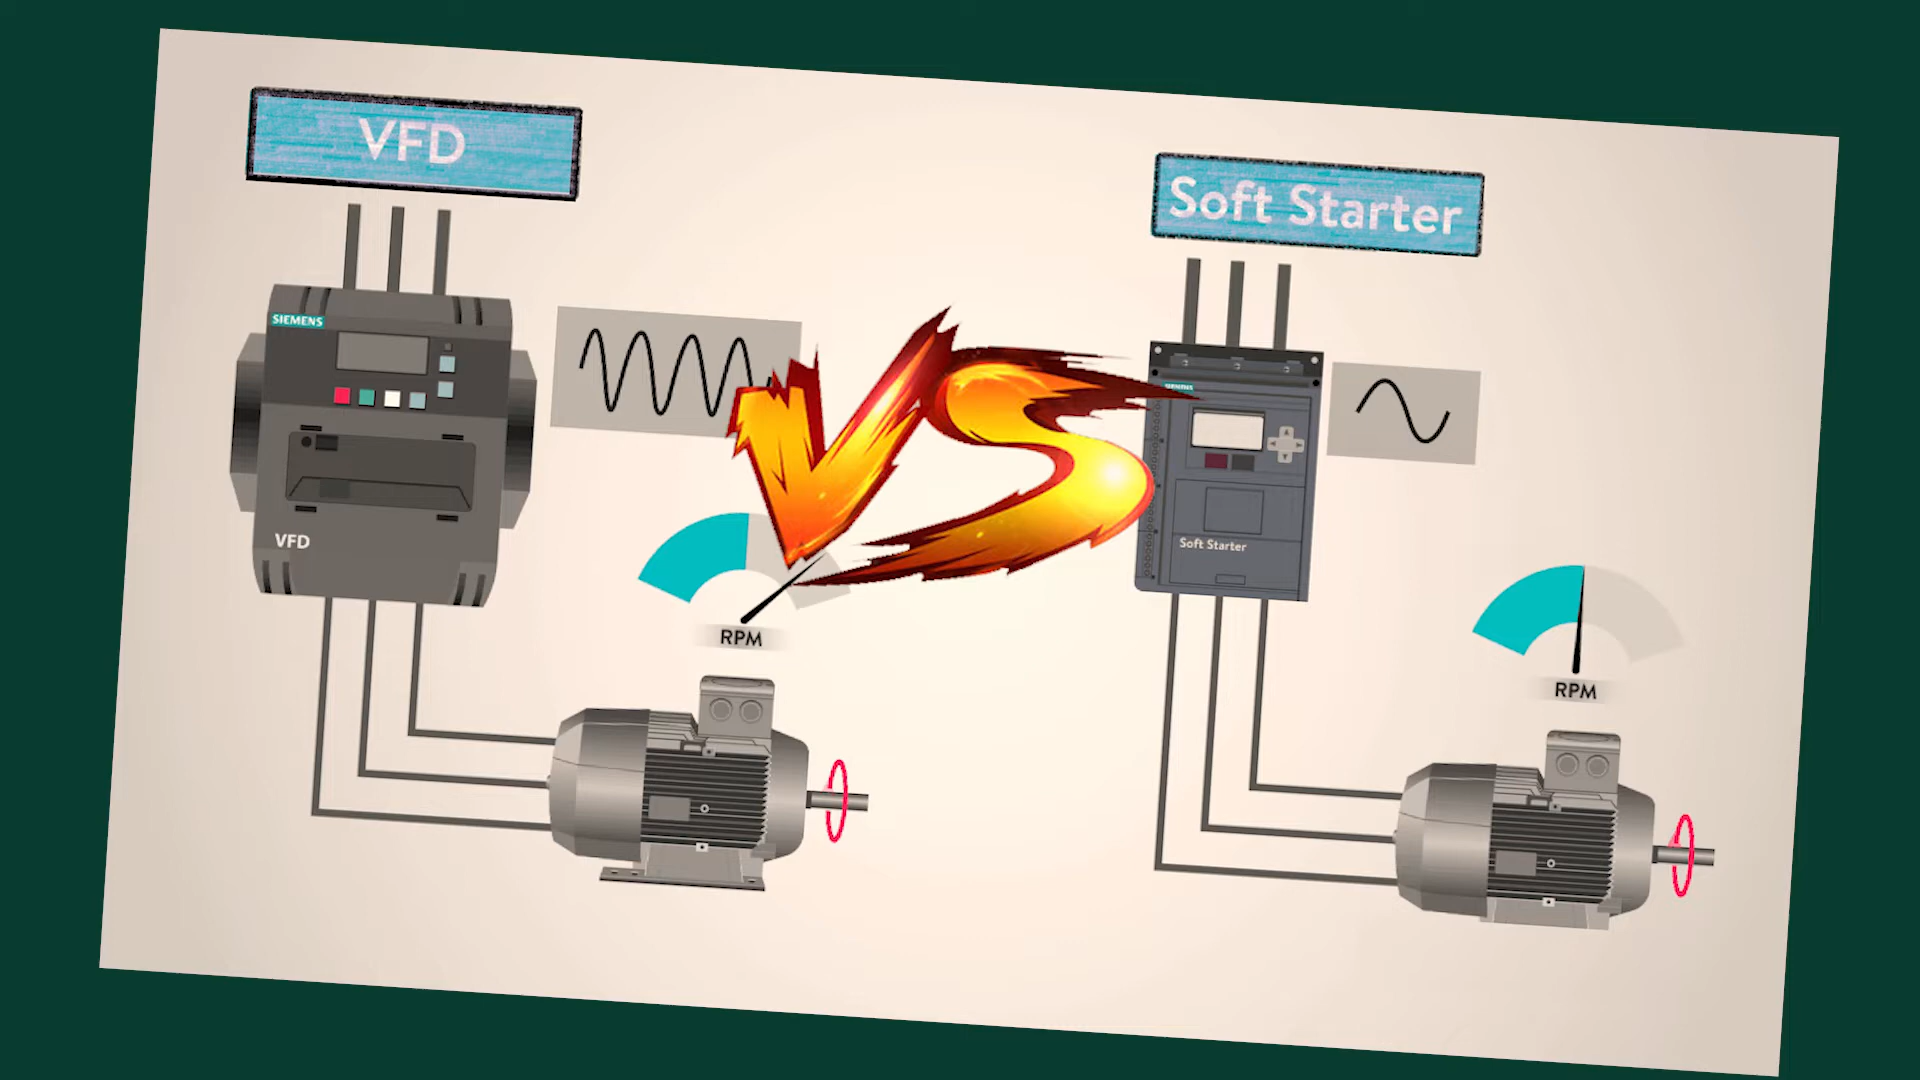 VFD
Soft Starter
SIEMENS
VS
SIEMENS
VFD
Soft Starter
RPM
RPM